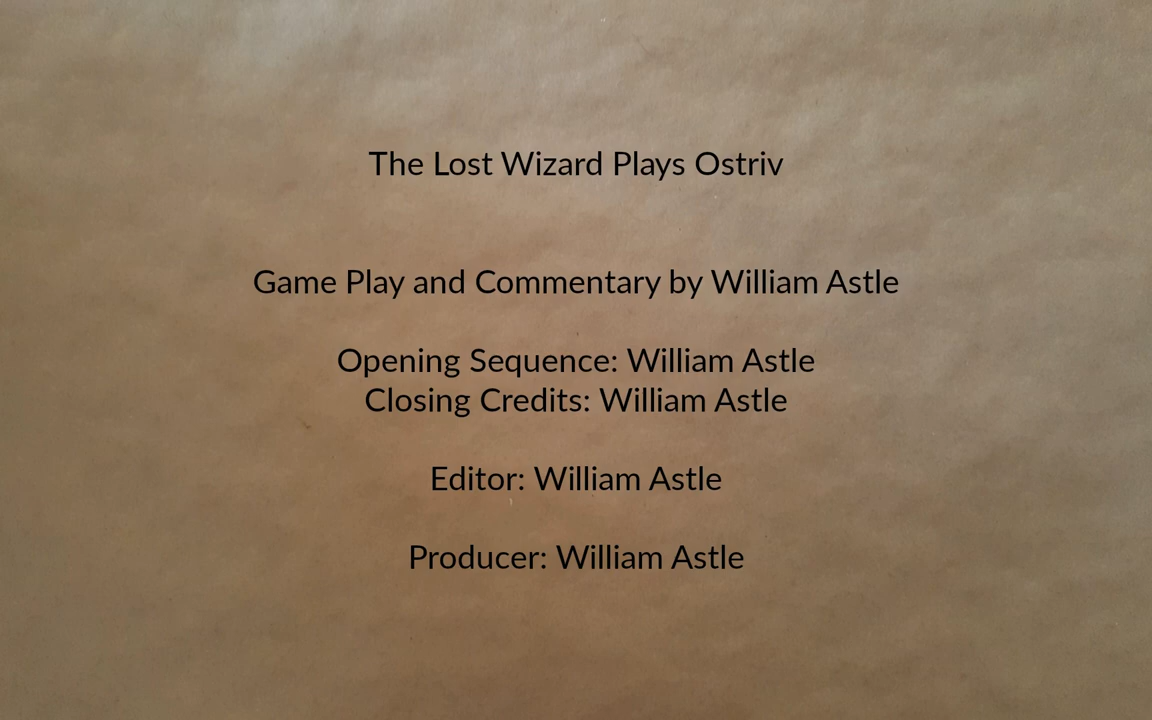 The Lost Wizard Plays Ostriv
Game Play and Commentary by William Astle
Opening Sequence: William Astle
Closing Credits: William Astle
Editor: William Astle
Producer: William Astle